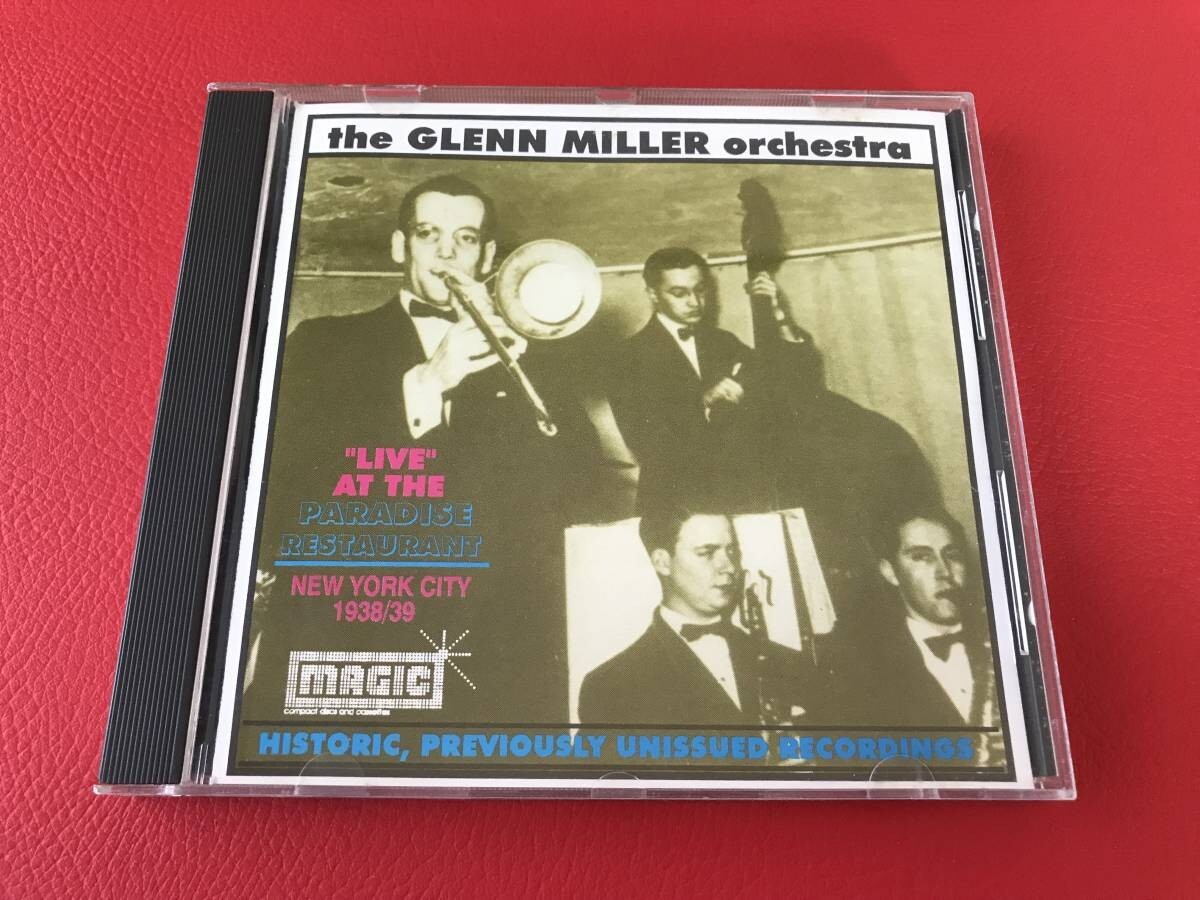 the GLENN MILLER orchestra
"LIVE"
AT THE
PARADISE
RESTAURANT
NEW YORK CITY
1938/39
MAGIC
compact discs and cassettes
HISTORIC, PREVIOUSLY UNISSUED RECORDINGS